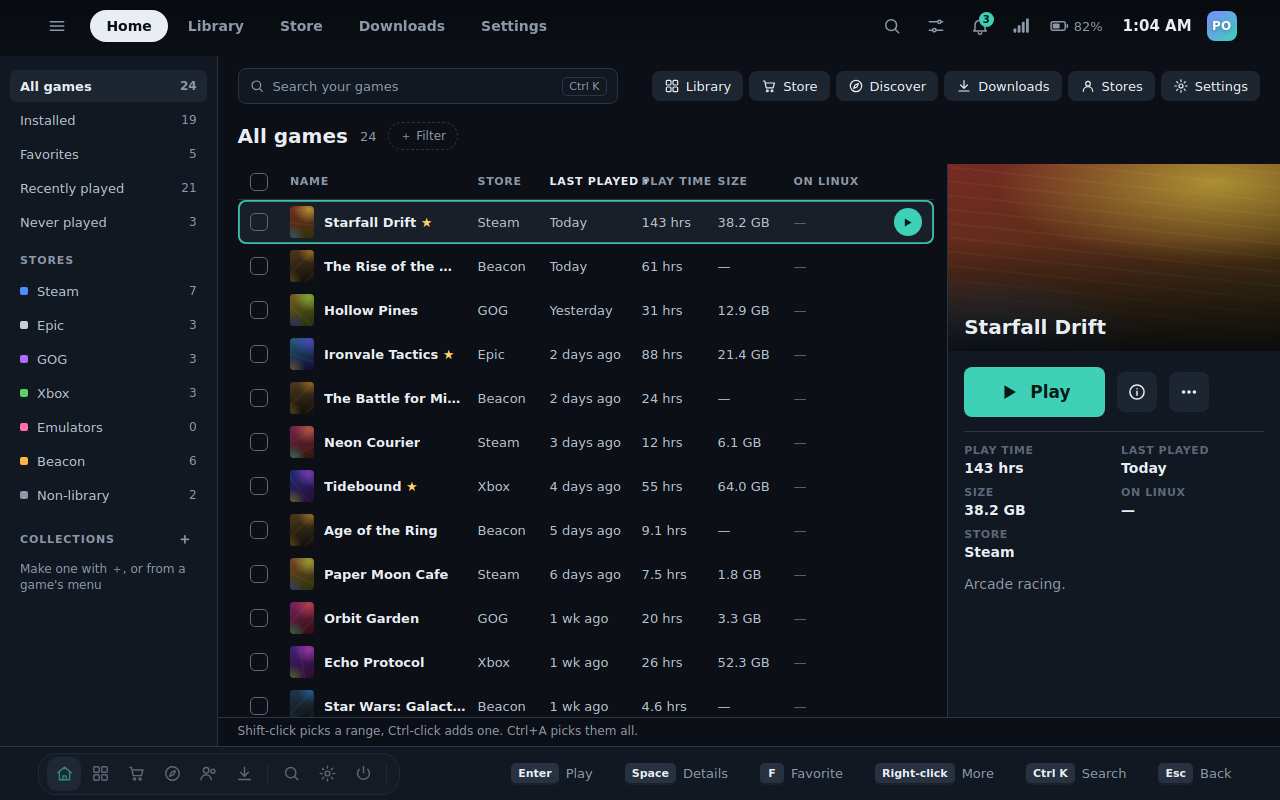 Home
Library
Store
Downloads
Settings
3
82%
1:04 AM
PO
All games 24
Installed 19
Favorites 5
Recently played 21
Never played 3
STORES
Steam 7
Epic 3
GOG 3
Xbox 3
Emulators 0
Beacon 6
Non-library 2
COLLECTIONS +
Make one with +, or from a
game's menu
Search your games Ctrl K
Library
Store
Discover
Downloads
Stores
Settings
All games 24 + Filter
NAME STORE LAST PLAYED PLAY TIME SIZE ON LINUX
Starfall Drift ★ Steam Today 143 hrs 38.2 GB —
The Rise of the … Beacon Today 61 hrs — —
Hollow Pines GOG Yesterday 31 hrs 12.9 GB —
Ironvale Tactics ★ Epic 2 days ago 88 hrs 21.4 GB —
The Battle for Mi… Beacon 2 days ago 24 hrs — —
Neon Courier Steam 3 days ago 12 hrs 6.1 GB —
Tidebound ★ Xbox 4 days ago 55 hrs 64.0 GB —
Age of the Ring Beacon 5 days ago 9.1 hrs — —
Paper Moon Cafe Steam 6 days ago 7.5 hrs 1.8 GB —
Orbit Garden GOG 1 wk ago 20 hrs 3.3 GB —
Echo Protocol Xbox 1 wk ago 26 hrs 52.3 GB —
Star Wars: Galact… Beacon 1 wk ago 4.6 hrs — —
Shift-click picks a range, Ctrl-click adds one. Ctrl+A picks them all.
Starfall Drift
Play
PLAY TIME LAST PLAYED
143 hrs Today
SIZE ON LINUX
38.2 GB —
STORE
Steam
Arcade racing.
Enter Play
Space Details
F Favorite
Right-click More
Ctrl K Search
Esc Back